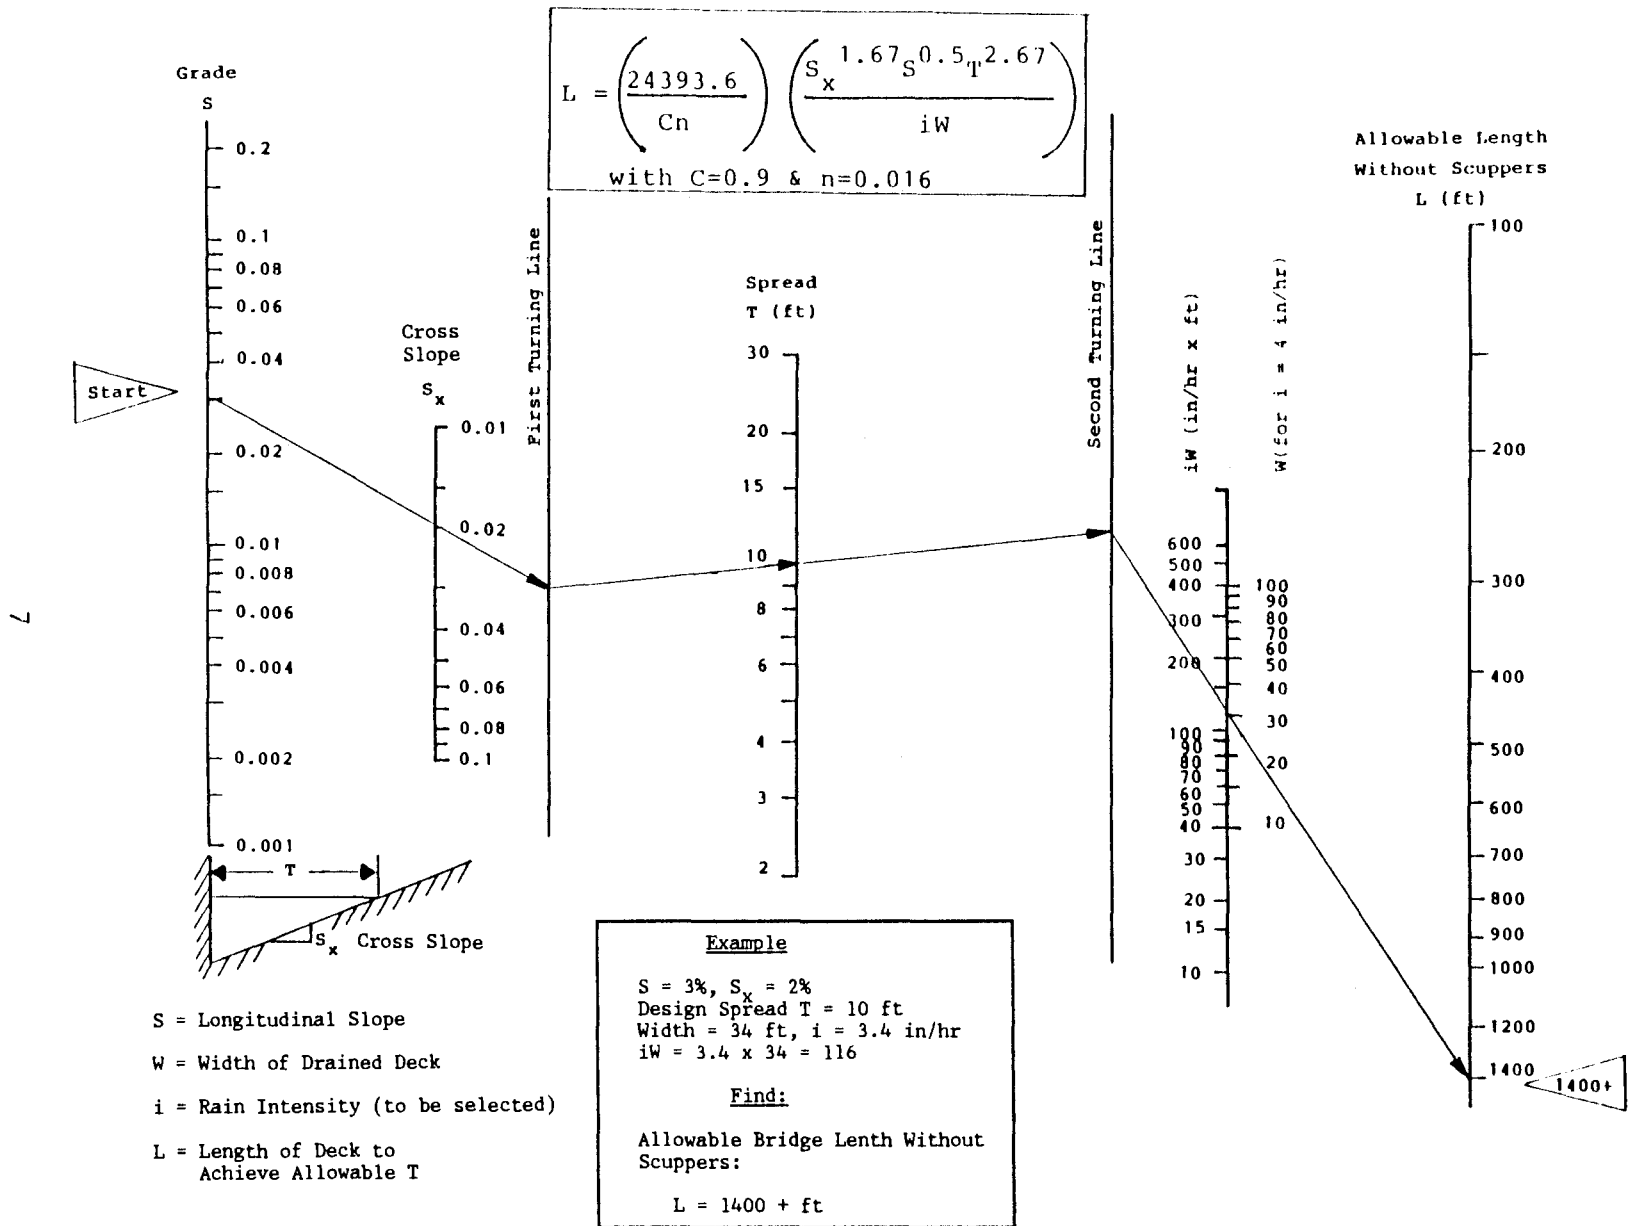 L = (24393.6 / Cn) (S_x^1.67 S^0.5 T^2.67 / iW)
with C=0.9 & n=0.016
Grade
S
0.2
0.1
0.08
0.06
0.04
0.02
0.01
0.008
0.006
0.004
0.002
0.001
Start
Cross
Slope
S_x
0.01
0.02
0.04
0.06
0.08
0.1
First Turning Line
Spread
T (ft)
30
20
15
10
8
6
4
3
2
Second Turning Line
iW (in/hr x ft)
600
500
400
300
200
100
90
80
70
60
50
40
30
20
15
10
W(for i = 4 in/hr)
100
90
80
70
60
50
40
30
20
10
Allowable Length
Without Scuppers
L (ft)
100
200
300
400
500
600
700
800
900
1000
1200
1400
1400+
7
T
S_x Cross Slope
S = Longitudinal Slope
W = Width of Drained Deck
i = Rain Intensity (to be selected)
L = Length of Deck to
Achieve Allowable T
Example
S = 3%, S_x = 2%
Design Spread T = 10 ft
Width = 34 ft, i = 3.4 in/hr
iW = 3.4 x 34 = 116
Find:
Allowable Bridge Lenth Without
Scuppers:
L = 1400 + ft